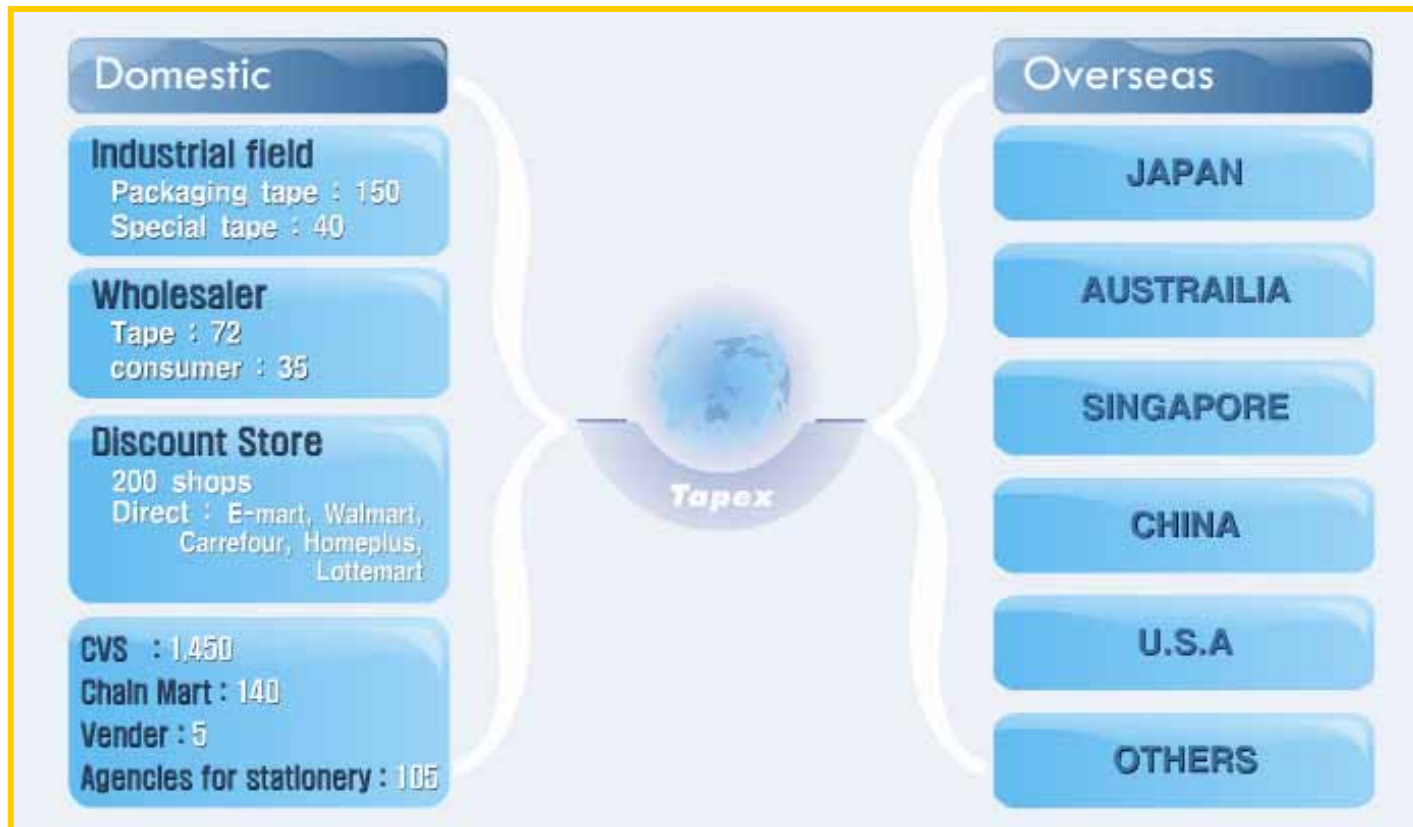 Domestic
Industrial field
Packaging tape : 150
Special tape : 40
Wholesaler
Tape : 72
consumer : 35
Discount Store
200 shops
Direct : E-mart, Walmart,
Carrefour, Homeplus,
Lottemart
CVS : 1,450
Chain Mart : 140
Vender : 5
Agencies for stationery : 105
Tapex
Overseas
JAPAN
AUSTRAILIA
SINGAPORE
CHINA
U.S.A
OTHERS